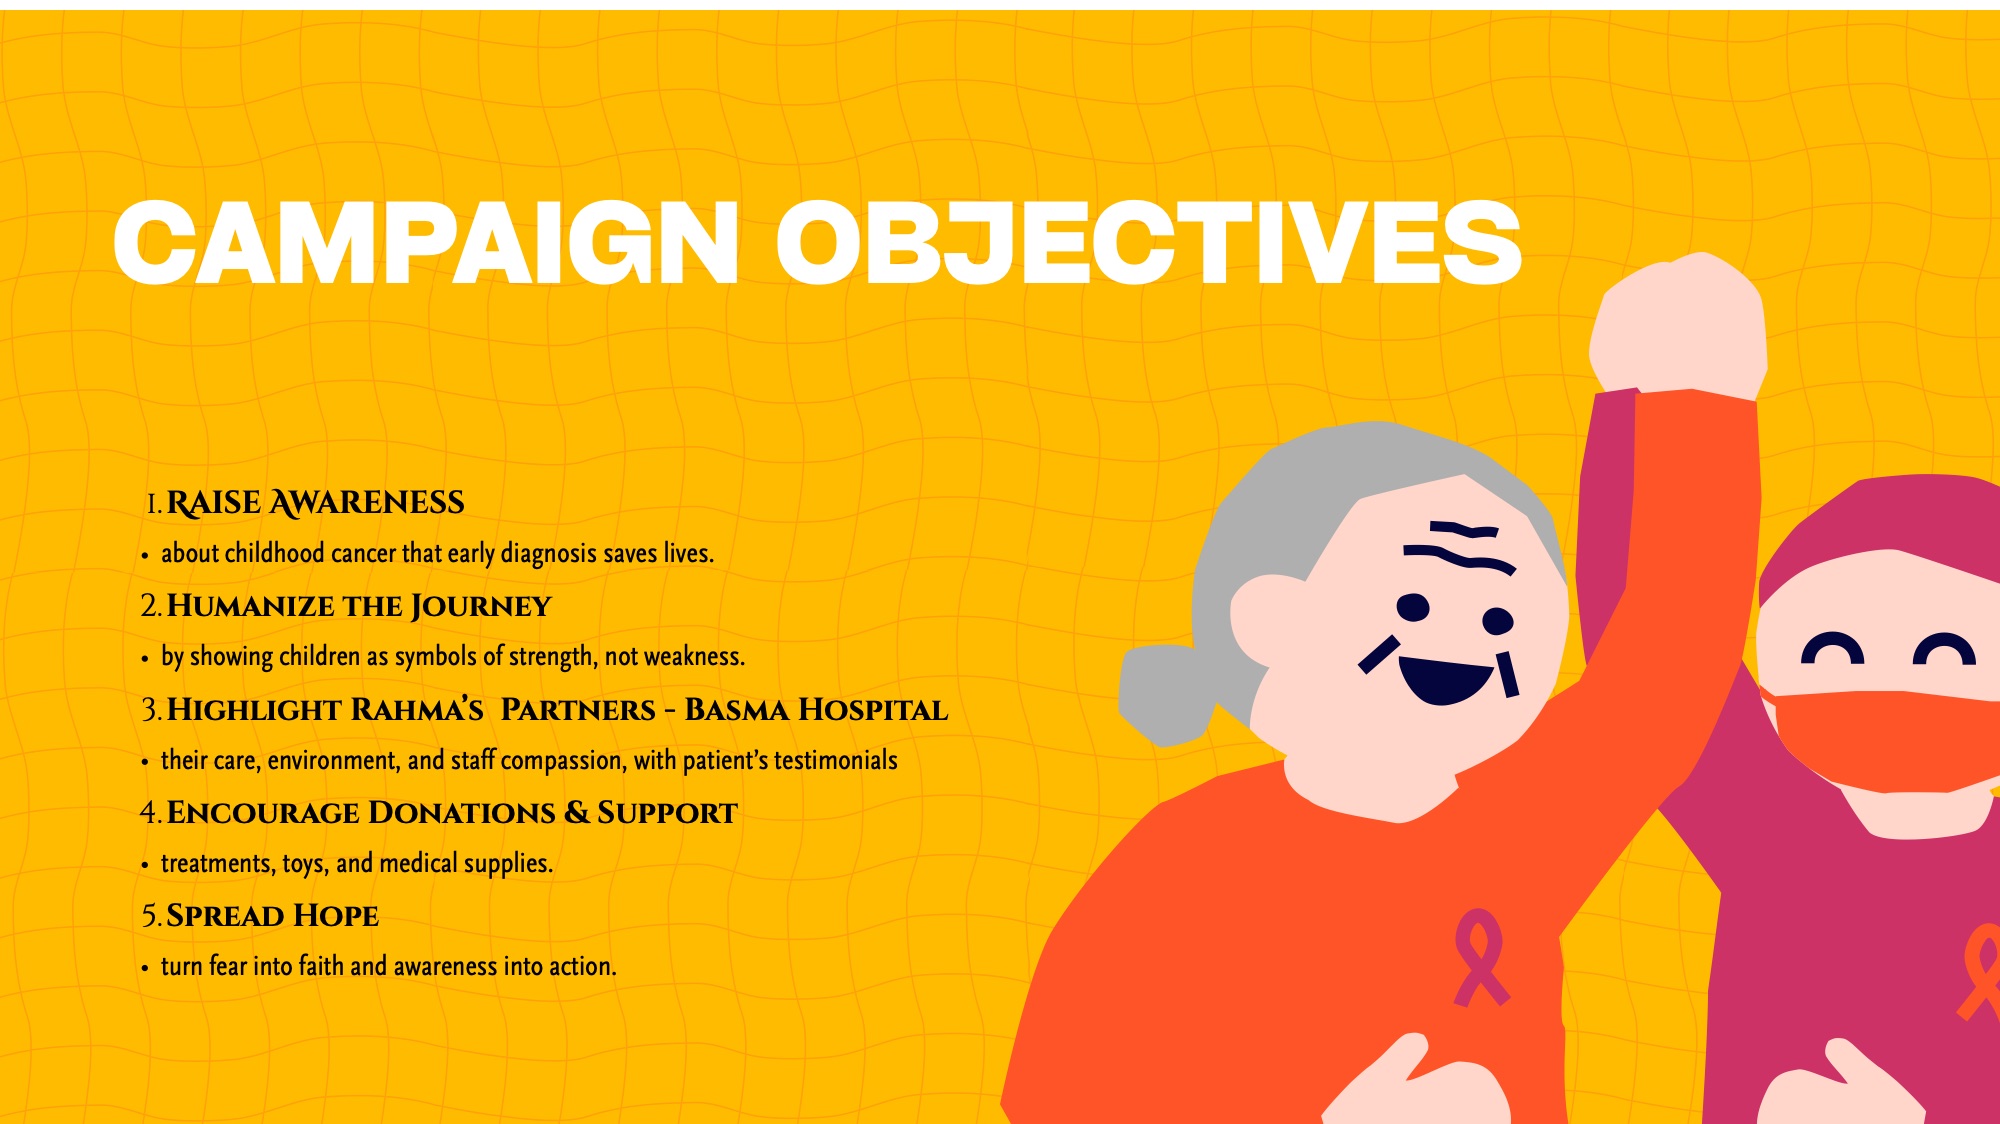 CAMPAIGN OBJECTIVES
1. Raise Awareness
• about childhood cancer that early diagnosis saves lives.
2. Humanize the Journey
• by showing children as symbols of strength, not weakness.
3. Highlight Rahma’s Partners - Basma Hospital
• their care, environment, and staff compassion, with patient’s testimonials
4. Encourage Donations & Support
• treatments, toys, and medical supplies.
5. Spread Hope
• turn fear into faith and awareness into action.